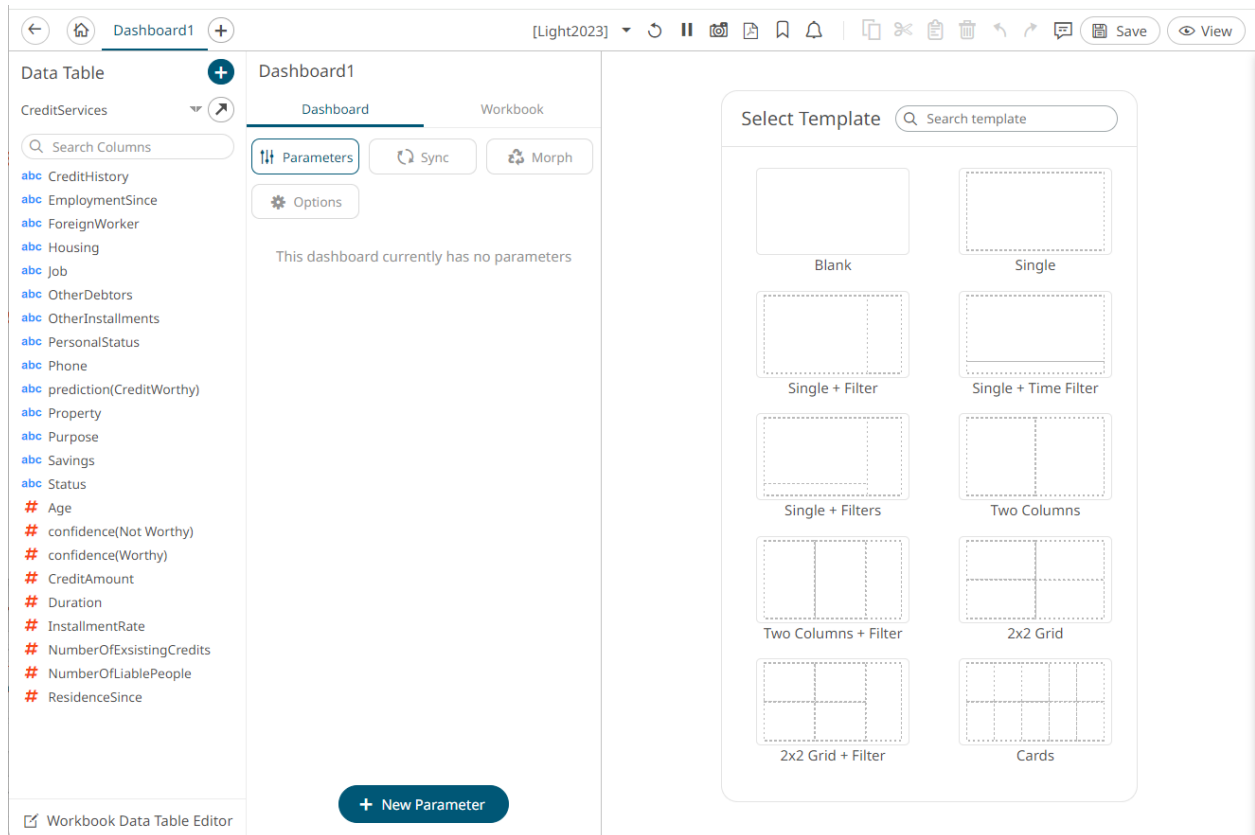 Dashboard1
[Light2023]
Save
View
Data Table
CreditServices
Search Columns
abc CreditHistory
abc EmploymentSince
abc ForeignWorker
abc Housing
abc Job
abc OtherDebtors
abc OtherInstallments
abc PersonalStatus
abc Phone
abc prediction(CreditWorthy)
abc Property
abc Purpose
abc Savings
abc Status
# Age
# confidence(Not Worthy)
# confidence(Worthy)
# CreditAmount
# Duration
# InstallmentRate
# NumberOfExsistingCredits
# NumberOfLiablePeople
# ResidenceSince
Workbook Data Table Editor
Dashboard1
Dashboard
Workbook
Parameters
Sync
Morph
Options
This dashboard currently has no parameters
+ New Parameter
Select Template
Search template
Blank
Single
Single + Filter
Single + Time Filter
Single + Filters
Two Columns
Two Columns + Filter
2x2 Grid
2x2 Grid + Filter
Cards